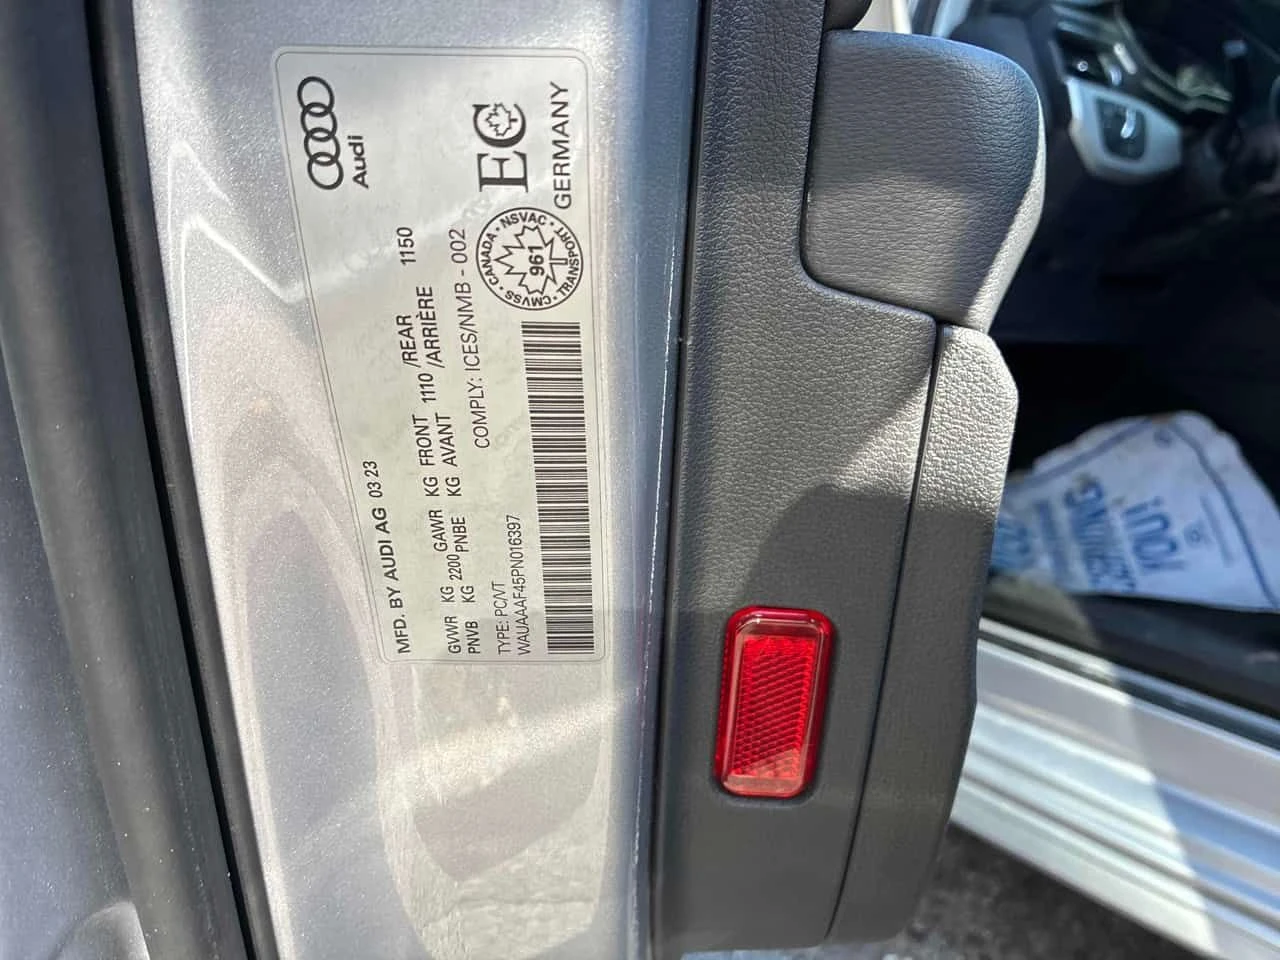 Audi
MFD. BY AUDI AG 03 23
GVWR KG 2200 GAWR KG FRONT 1110 /REAR 1150
PNVB KG PNBE KG AVANT /ARRIÈRE
COMPLY: ICES/NMB - 002
TYPE: PC/VT
WAUAAAF45PN016397
CANADA · NSVAC · TRANSPORT · CMVSS
961
EC
GERMANY
YOU!